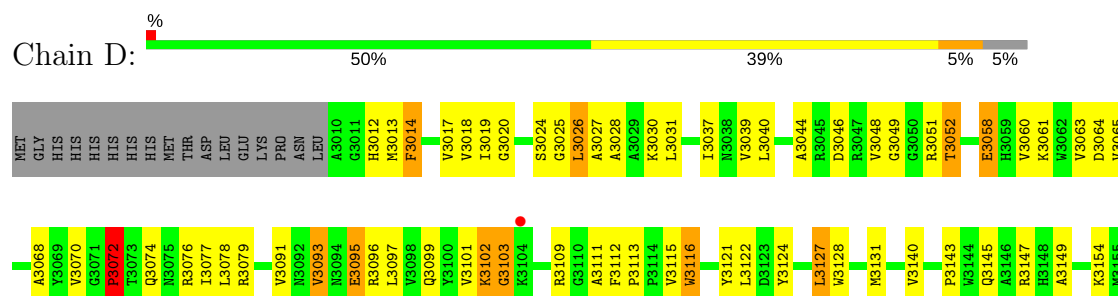 %
Chain D:
50% 39% 5% 5%
MET GLY HIS HIS HIS HIS HIS HIS MET THR ASP LEU GLU LYS PRO ASN LEU A3010 G3011 H3012 M3013 F3014 V3017 V3018 I3019 G3020 S3024 G3025 L3026 A3027 A3028 A3029 K3030 L3031 I3037 N3038 V3039 L3040 A3044 R3045 D3046 R3047 V3048 G3049 G3050 R3051 T3052 E3058 H3059 V3060 K3061 W3062 V3063 D3064
A3068 Y3069 V3070 G3071 P3072 T3073 Q3074 N3075 R3076 I3077 L3078 R3079 V3091 N3092 V3093 N3094 E3095 R3096 L3097 V3098 Q3099 Y3100 V3101 K3102 G3103 K3104 R3109 G3110 A3111 F3112 P3113 P3114 V3115 W3116 Y3121 L3122 D3123 Y3124 L3127 W3128 M3131 V3140 P3143 W3144 Q3145 A3146 R3147 H3148 A3149 K3154